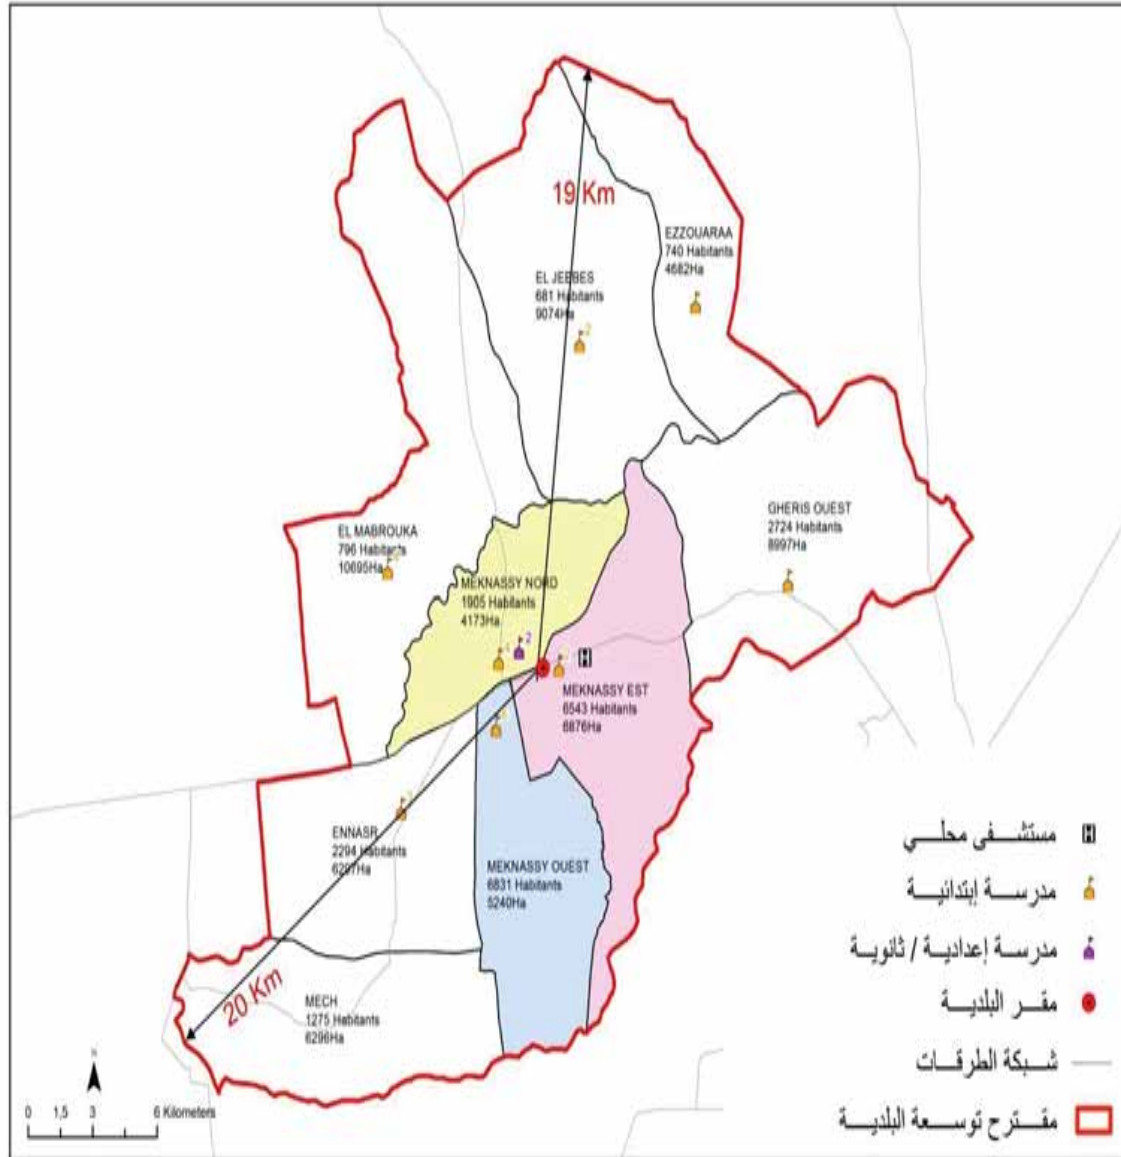 19 Km
EZZOUARAA
740 Habitants
4682Ha
EL JEEBES
681 Habitants
9074Ha
2
GHERIS OUEST
2724 Habitants
8997Ha
EL MABROUKA
796 Habitants
10695Ha
MEKNASSY NORD
1905 Habitants
4173Ha
2
MEKNASSY EST
6543 Habitants
6876Ha
ENNASR
2294 Habitants
MEKNASSY OUEST
6831 Habitants
5240Ha
20 Km
MECH
1275 Habitants
6296Ha
N
0 1,5 3 6 Kilometers
مستشفى محلي
مدرسة إبتدائية
مدرسة إعدادية / ثانوية
مقر البلدية
شبكة الطرقات
مقترح توسعة البلدية